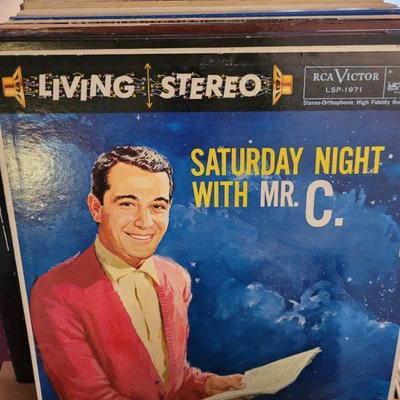 LIVING STEREO
RCA VICTOR
LSP-1971
Stereo-Orthophonic High Fidelity
SATURDAY NIGHT
WITH MR. C.